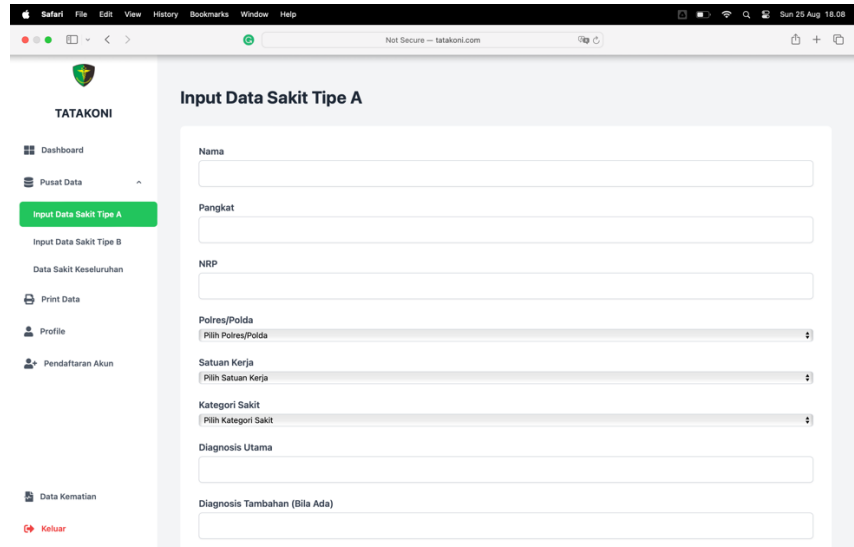 Safari File Edit View History Bookmarks Window Help Sun 25 Aug 18.08
Not Secure — tatakoni.com
TATAKONI
Dashboard
Pusat Data
Input Data Sakit Tipe A
Input Data Sakit Tipe B
Data Sakit Keseluruhan
Print Data
Profile
Pendaftaran Akun
Data Kematian
Keluar
Input Data Sakit Tipe A
Nama
Pangkat
NRP
Polres/Polda
Pilih Polres/Polda
Satuan Kerja
Pilih Satuan Kerja
Kategori Sakit
Pilih Kategori Sakit
Diagnosis Utama
Diagnosis Tambahan (Bila Ada)